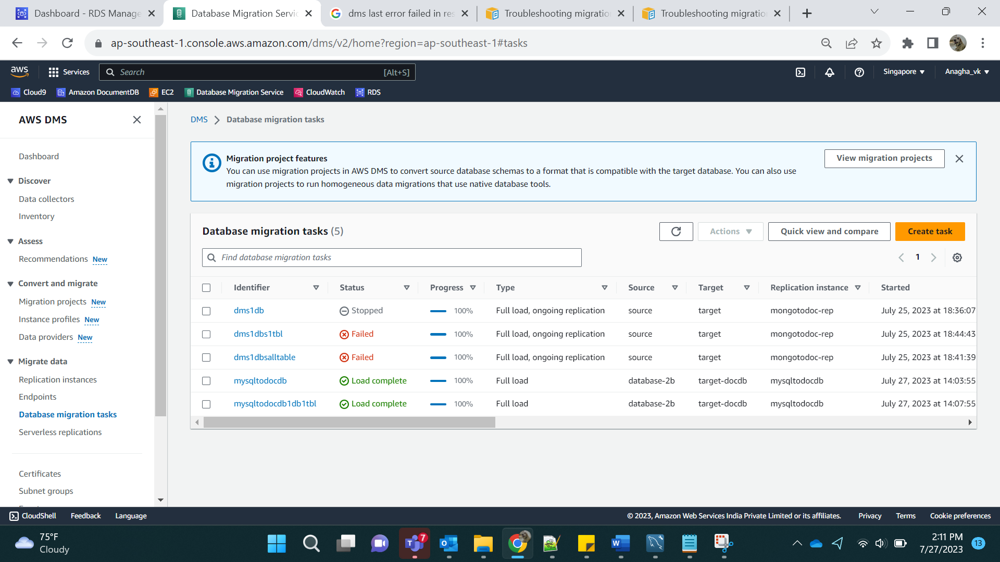 Dashboard - RDS Manage
Database Migration Servic
dms last error failed in res
Troubleshooting migratio
Troubleshooting migratio
ap-southeast-1.console.aws.amazon.com/dms/v2/home?region=ap-southeast-1#tasks
aws
Services
Search
[Alt+S]
Singapore
Anagha_vk
Cloud9
Amazon DocumentDB
EC2
Database Migration Service
CloudWatch
RDS
AWS DMS
Dashboard
Discover
Data collectors
Inventory
Assess
Recommendations New
Convert and migrate
Migration projects New
Instance profiles New
Data providers New
Migrate data
Replication instances
Endpoints
Database migration tasks
Serverless replications
Certificates
Subnet groups
DMS > Database migration tasks
Migration project features
You can use migration projects in AWS DMS to convert source database schemas to a format that is compatible with the target database. You can also use
migration projects to run homogeneous data migrations that use native database tools.
View migration projects
Database migration tasks (5)
Actions
Quick view and compare
Create task
Find database migration tasks
1
Identifier Status Progress Type Source Target Replication instance Started
dms1db Stopped 100% Full load, ongoing replication source target mongotodoc-rep July 25, 2023 at 18:36:07
dms1dbs1tbl Failed 100% Full load, ongoing replication source target mongotodoc-rep July 25, 2023 at 18:44:43
dms1dbsalltable Failed 100% Full load, ongoing replication source target mongotodoc-rep July 25, 2023 at 18:41:39
mysqltodocdb Load complete 100% Full load database-2b target-docdb mysqltodocdb July 27, 2023 at 14:03:55
mysqltodocdb1db1tbl Load complete 100% Full load database-2b target-docdb mysqltodocdb July 27, 2023 at 14:07:55
CloudShell
Feedback
Language
© 2023, Amazon Web Services India Private Limited or its affiliates.
Privacy
Terms
Cookie preferences
75°F
Cloudy
7
2:11 PM
7/27/2023
13